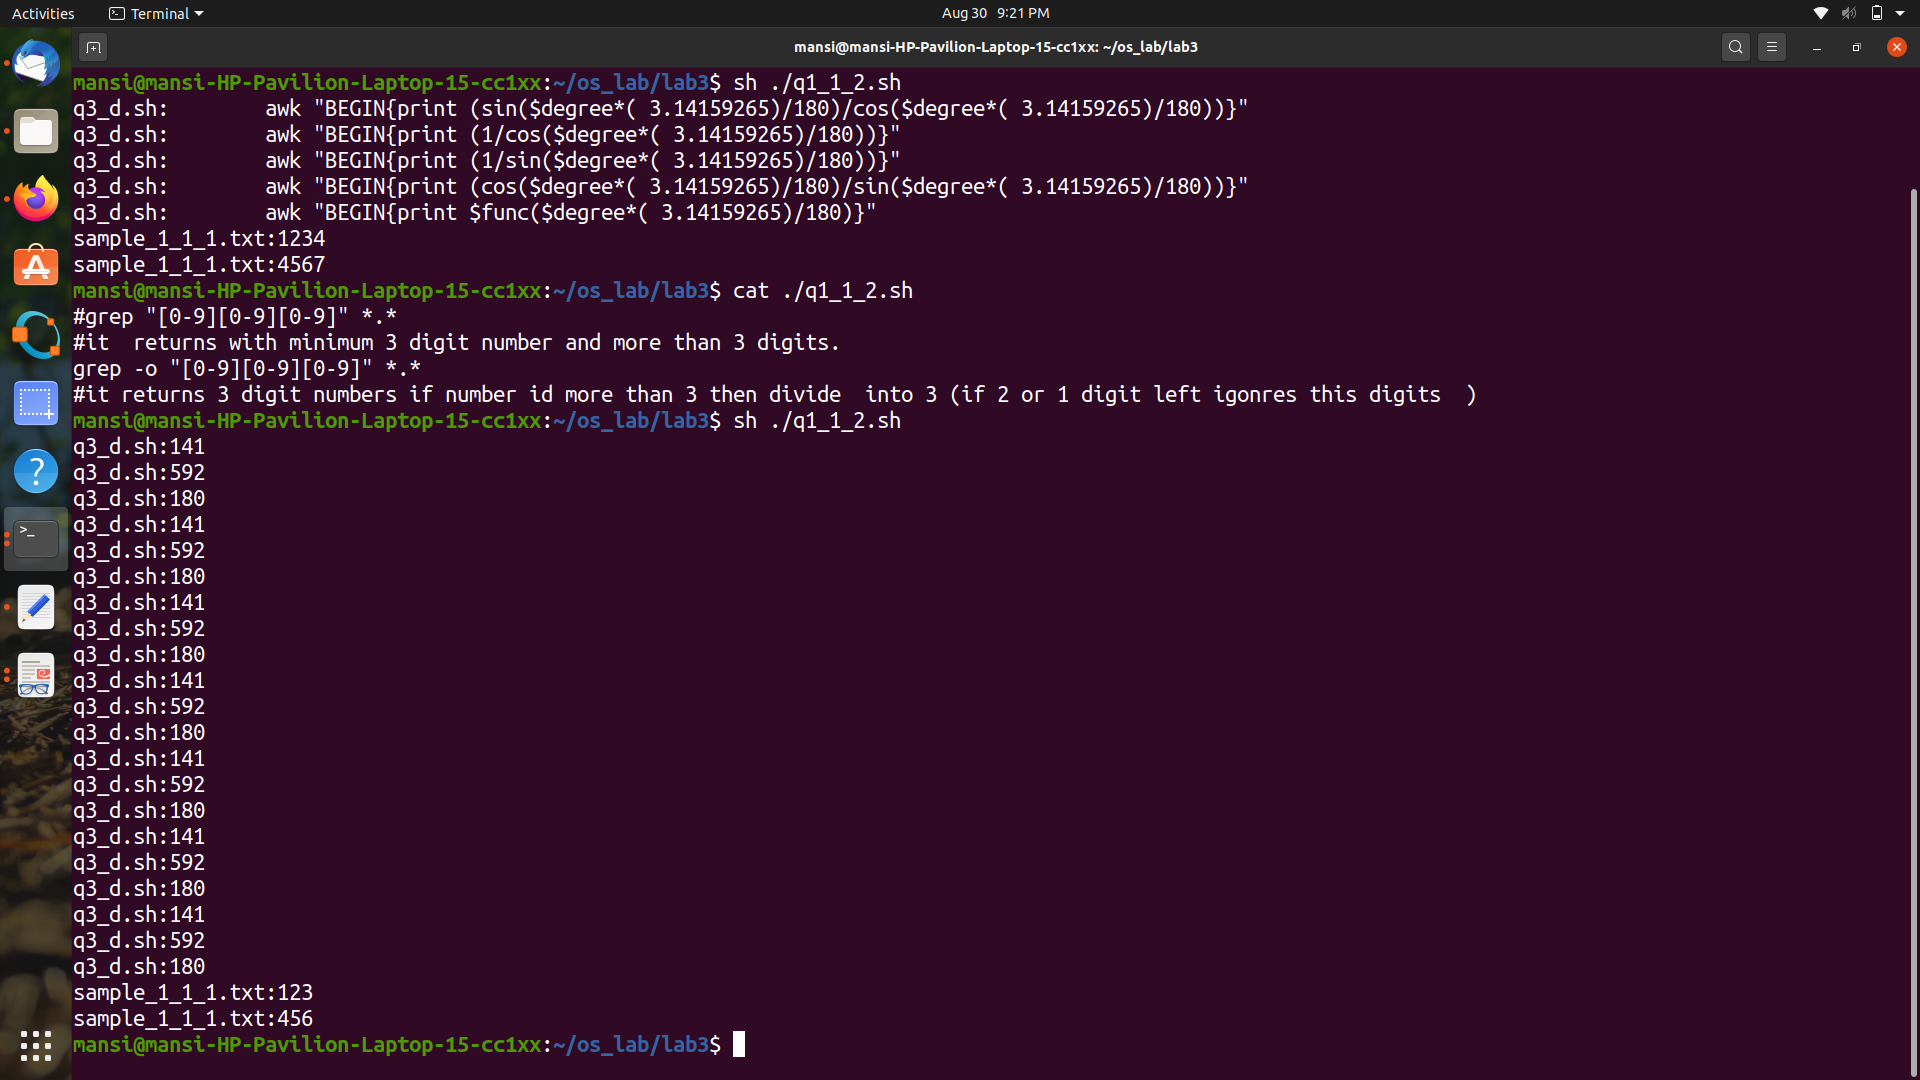 Activities Terminal Aug 30 9:21 PM
mansi@mansi-HP-Pavilion-Laptop-15-cc1xx: ~/os_lab/lab3
mansi@mansi-HP-Pavilion-Laptop-15-cc1xx:~/os_lab/lab3$ sh ./q1_1_2.sh
q3_d.sh:        awk "BEGIN{print (sin($degree*( 3.14159265)/180)/cos($degree*( 3.14159265)/180))}"
q3_d.sh:        awk "BEGIN{print (1/cos($degree*( 3.14159265)/180))}"
q3_d.sh:        awk "BEGIN{print (1/sin($degree*( 3.14159265)/180))}"
q3_d.sh:        awk "BEGIN{print (cos($degree*( 3.14159265)/180)/sin($degree*( 3.14159265)/180))}"
q3_d.sh:        awk "BEGIN{print $func($degree*( 3.14159265)/180)}"
sample_1_1_1.txt:1234
sample_1_1_1.txt:4567
mansi@mansi-HP-Pavilion-Laptop-15-cc1xx:~/os_lab/lab3$ cat ./q1_1_2.sh
#grep "[0-9][0-9][0-9]" *.*
#it  returns with minimum 3 digit number and more than 3 digits.
grep -o "[0-9][0-9][0-9]" *.*
#it returns 3 digit numbers if number id more than 3 then divide  into 3 (if 2 or 1 digit left igonres this digits  )
mansi@mansi-HP-Pavilion-Laptop-15-cc1xx:~/os_lab/lab3$ sh ./q1_1_2.sh
q3_d.sh:141
q3_d.sh:592
q3_d.sh:180
q3_d.sh:141
q3_d.sh:592
q3_d.sh:180
q3_d.sh:141
q3_d.sh:592
q3_d.sh:180
q3_d.sh:141
q3_d.sh:592
q3_d.sh:180
q3_d.sh:141
q3_d.sh:592
q3_d.sh:180
q3_d.sh:141
q3_d.sh:592
q3_d.sh:180
q3_d.sh:141
q3_d.sh:592
q3_d.sh:180
sample_1_1_1.txt:123
sample_1_1_1.txt:456
mansi@mansi-HP-Pavilion-Laptop-15-cc1xx:~/os_lab/lab3$